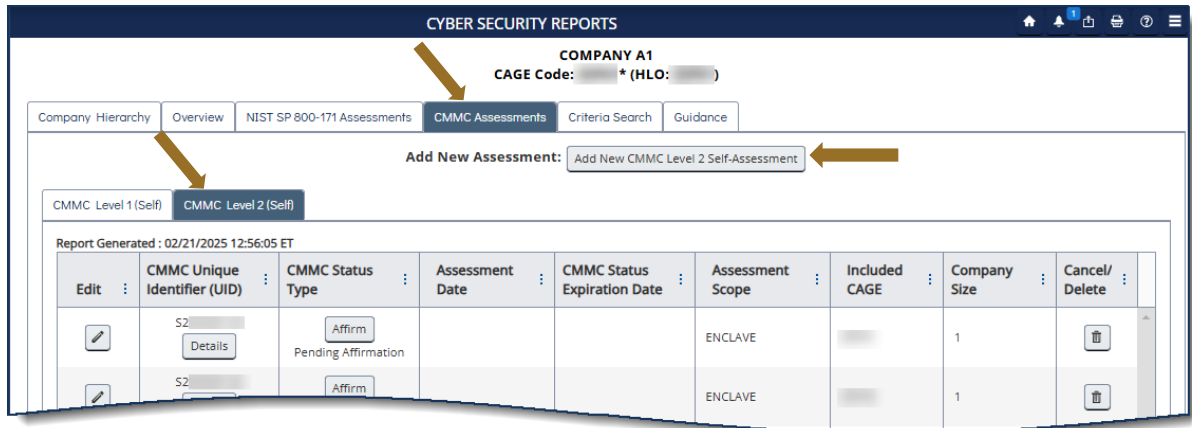 CYBER SECURITY REPORTS
1
COMPANY A1
CAGE Code: * (HLO: )
Company Hierarchy Overview NIST SP 800-171 Assessments CMMC Assessments Criteria Search Guidance
Add New Assessment: Add New CMMC Level 2 Self-Assessment
CMMC Level 1 (Self) CMMC Level 2 (Self)
Report Generated : 02/21/2025 12:56:05 ET
Edit CMMC Unique Identifier (UID) CMMC Status Type Assessment Date CMMC Status Expiration Date Assessment Scope Included CAGE Company Size Cancel/ Delete
S2 Affirm
Details Pending Affirmation ENCLAVE 1
S2 Affirm
ENCLAVE 1